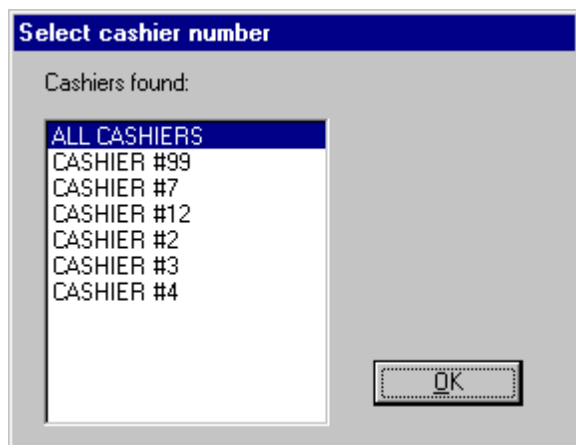 Select cashier number
Cashiers found:
ALL CASHIERS
CASHIER #99
CASHIER #7
CASHIER #12
CASHIER #2
CASHIER #3
CASHIER #4
OK